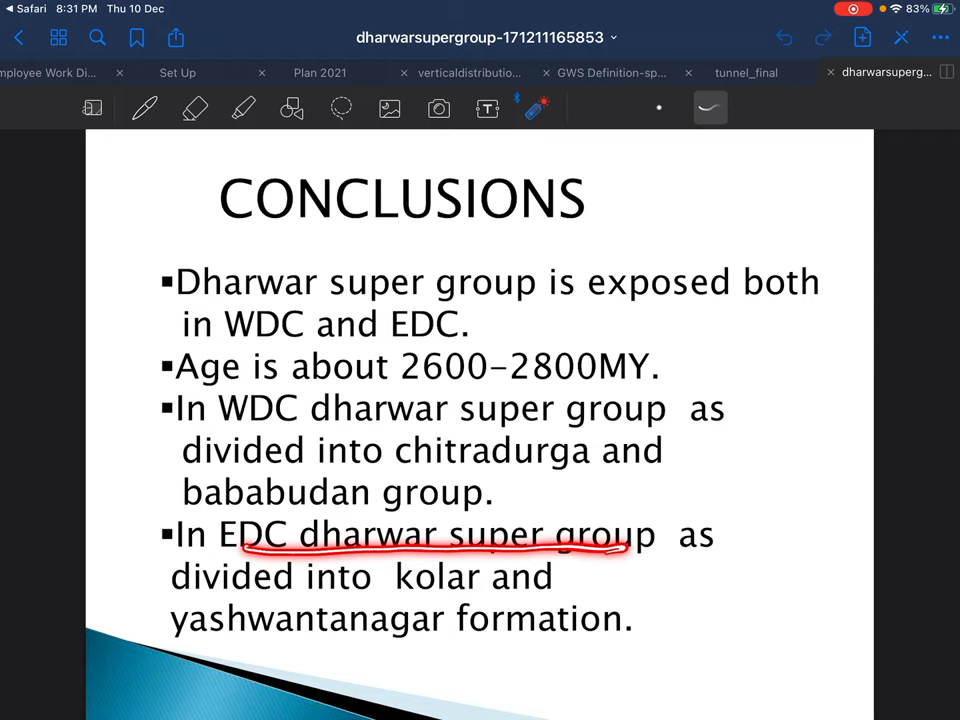 Safari 8:31 PM Thu 10 Dec 83%
dharwarsupergroup-171211165853
mployee Work Di... Set Up Plan 2021 verticaldistributio... GWS Definition-sp... tunnel_final dharwarsuperg...
CONCLUSIONS
▪Dharwar super group is exposed both
in WDC and EDC.
▪Age is about 2600-2800MY.
▪In WDC dharwar super group as
divided into chitradurga and
bababudan group.
▪In EDC dharwar super group as
divided into kolar and
yashwantanagar formation.